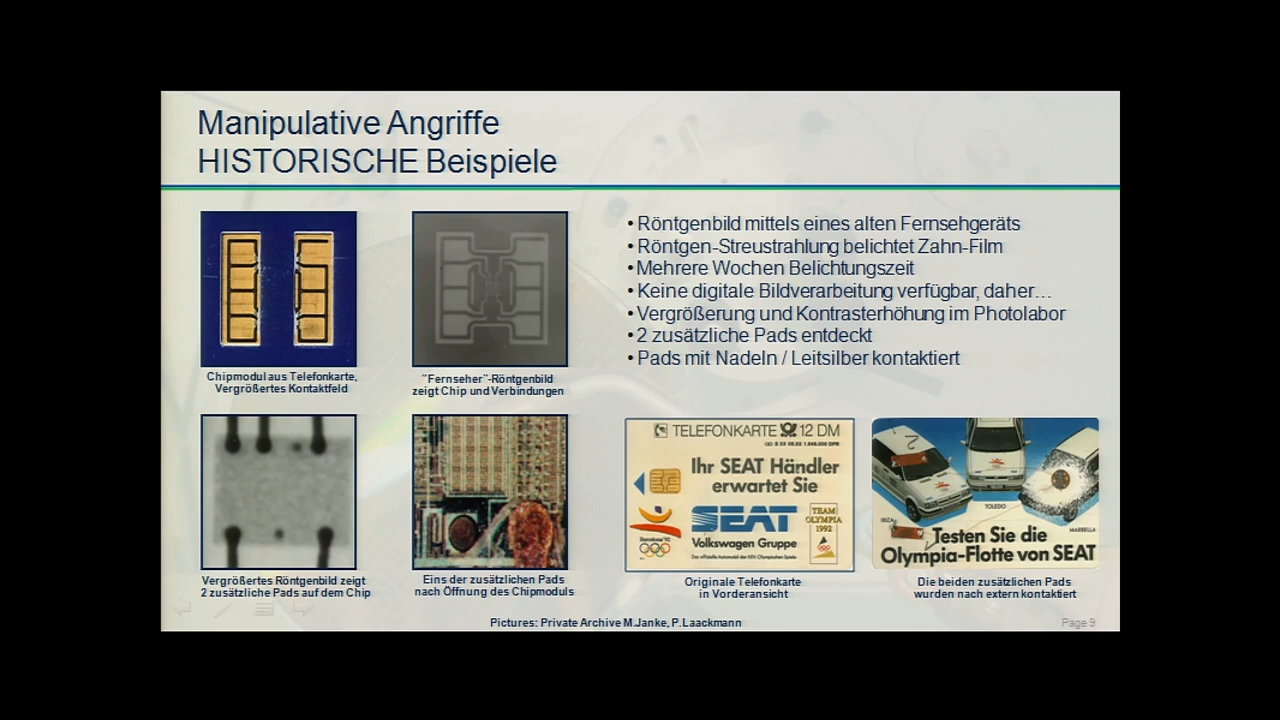 Manipulative Angriffe
HISTORISCHE Beispiele
• Röntgenbild mittels eines alten Fernsehgeräts
• Röntgen-Streustrahlung belichtet Zahn-Film
• Mehrere Wochen Belichtungszeit
• Keine digitale Bildverarbeitung verfügbar, daher…
• Vergrößerung und Kontrasterhöhung im Photolabor
• 2 zusätzliche Pads entdeckt
• Pads mit Nadeln / Leitsilber kontaktiert
Chipmodul aus Telefonkarte,
Vergrößertes Kontaktfeld
"Fernseher"-Röntgenbild
zeigt Chip und Verbindungen
Vergrößertes Röntgenbild zeigt
2 zusätzliche Pads auf dem Chip
Eins der zusätzlichen Pads
nach Öffnung des Chipmoduls
TELEFONKARTE 12 DM
Ihr SEAT Händler
erwartet Sie
SEAT
Volkswagen Gruppe
TEAM
OLYMPIA
1992
Barcelona'92
Originale Telefonkarte
in Vorderansicht
2
IBIZA
TOLEDO
MARBELLA
Testen Sie die
Olympia-Flotte von SEAT
Die beiden zusätzlichen Pads
wurden nach extern kontaktiert
Pictures: Private Archive M.Janke, P.Laackmann
Page 9